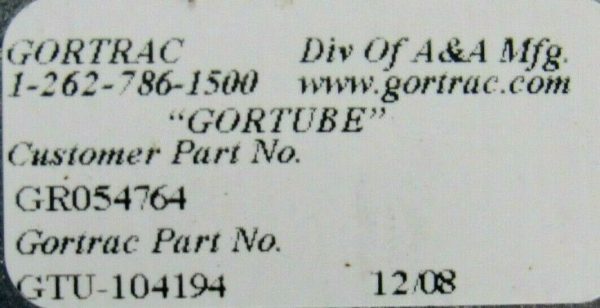 GORTRAC Div Of A&A Mfg.
1-262-786-1500 www.gortrac.com
"GORTUBE"
Customer Part No.
GR054764
Gortrac Part No.
GTU-104194 12/08